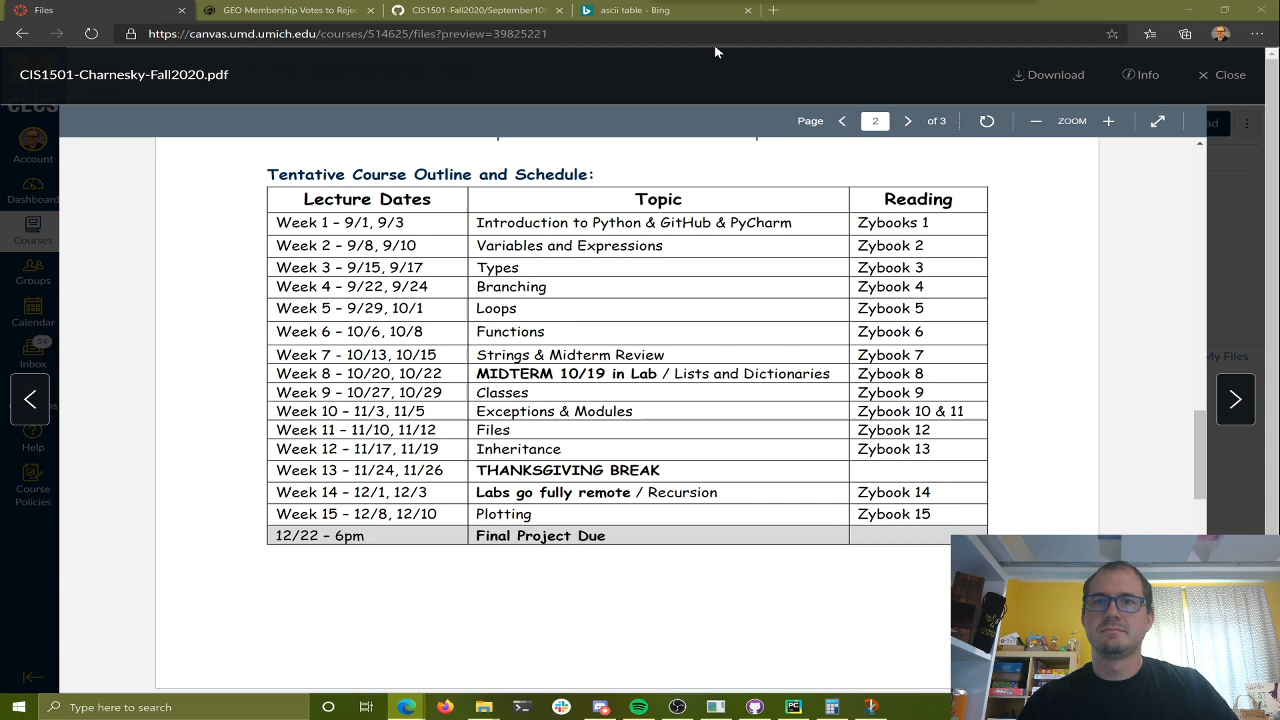 Files
GEO Membership Votes to Rejec
CIS1501-Fall2020/September10t
ascii table - Bing
https://canvas.umd.umich.edu/courses/514625/files?preview=39828221
CIS1501-Charnesky-Fall2020.pdf
Download
Info
Close
CECS
Page 2 of 3 ZOOM
Account
Dashboard
Courses
Groups
Calendar
54
Inbox
Help
Course
Policies
My Files
Tentative Course Outline and Schedule:
Lecture Dates Topic Reading
Week 1 – 9/1, 9/3 Introduction to Python & GitHub & PyCharm Zybooks 1
Week 2 – 9/8, 9/10 Variables and Expressions Zybook 2
Week 3 – 9/15, 9/17 Types Zybook 3
Week 4 – 9/22, 9/24 Branching Zybook 4
Week 5 – 9/29, 10/1 Loops Zybook 5
Week 6 – 10/6, 10/8 Functions Zybook 6
Week 7 - 10/13, 10/15 Strings & Midterm Review Zybook 7
Week 8 – 10/20, 10/22 MIDTERM 10/19 in Lab / Lists and Dictionaries Zybook 8
Week 9 – 10/27, 10/29 Classes Zybook 9
Week 10 – 11/3, 11/5 Exceptions & Modules Zybook 10 & 11
Week 11 – 11/10, 11/12 Files Zybook 12
Week 12 – 11/17, 11/19 Inheritance Zybook 13
Week 13 – 11/24, 11/26 THANKSGIVING BREAK
Week 14 – 12/1, 12/3 Labs go fully remote / Recursion Zybook 14
Week 15 – 12/8, 12/10 Plotting Zybook 15
12/22 – 6pm Final Project Due
Type here to search